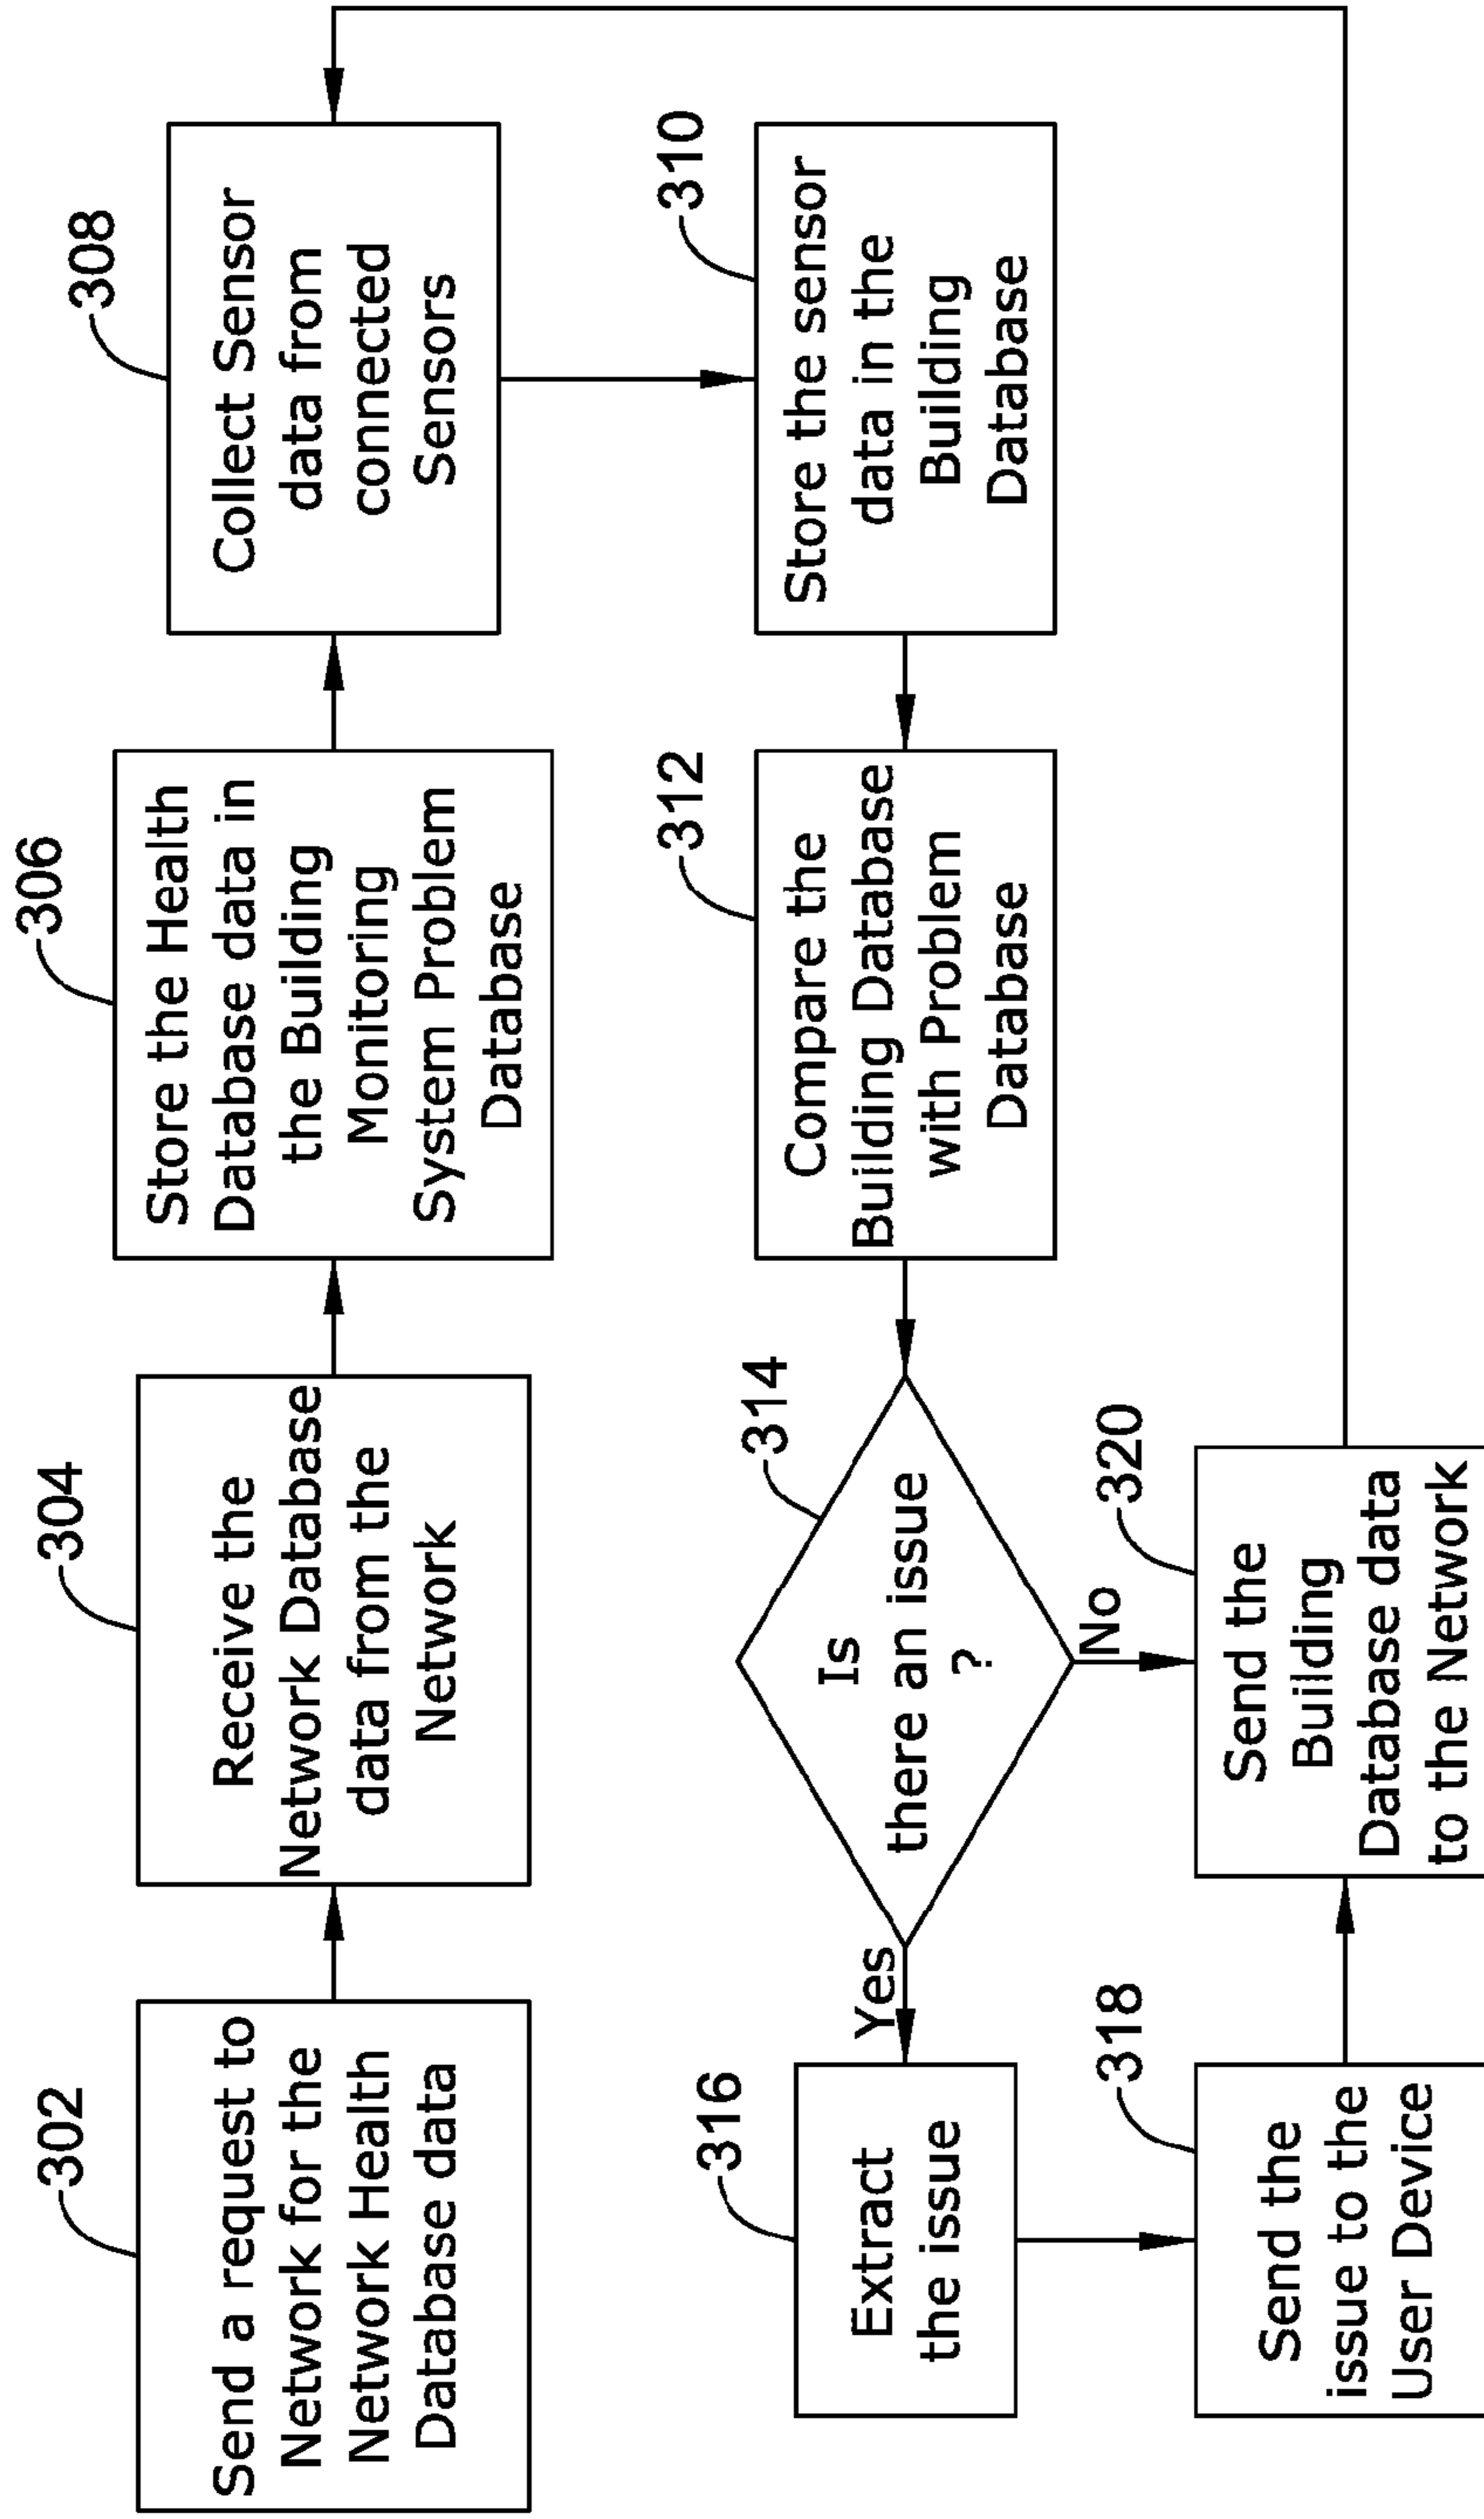 302
Send a request to
Network for the
Network Health
Database data
304
Receive the
Network Database
data from the
Network
306
Store the Health
Database data in
the Building
Monitoring
System Problem
Database
308
Collect Sensor
data from
connected
Sensors
310
Store the sensor
data in the
Building
Database
312
Compare the
Building Database
with Problem
Database
314
Is
there an issue
?
Yes
No
316
Extract
the issue
318
Send the
issue to the
User Device
320
Send the
Building
Database data
to the Network